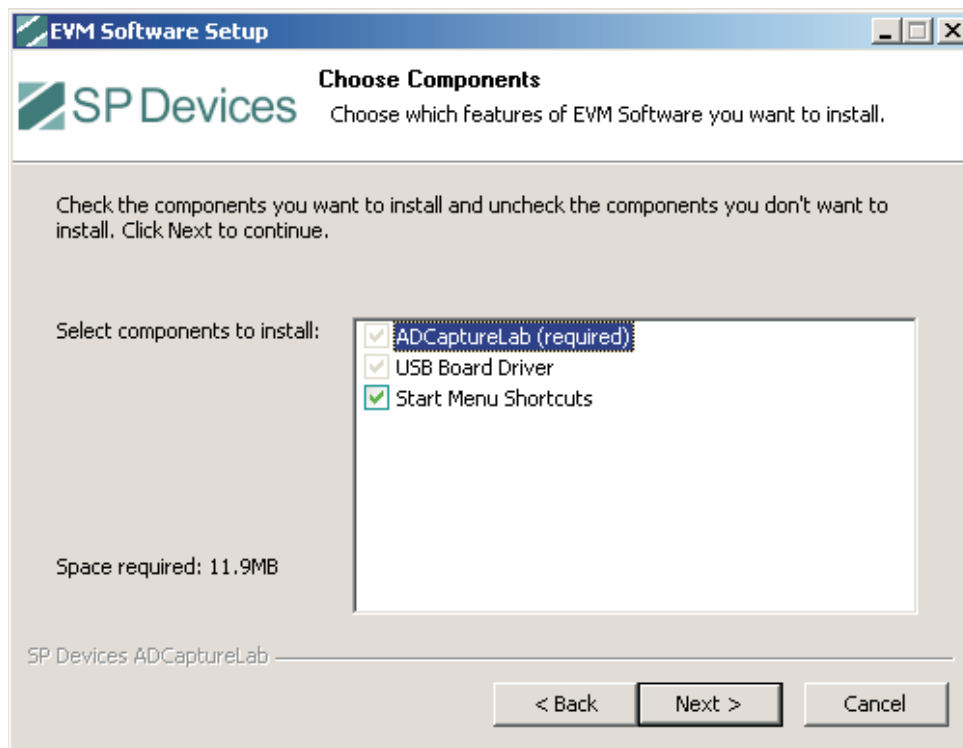 EVM Software Setup
SP Devices
Choose Components
Choose which features of EVM Software you want to install.
Check the components you want to install and uncheck the components you don't want to
install. Click Next to continue.
Select components to install:
ADCaptureLab (required)
USB Board Driver
Start Menu Shortcuts
Space required: 11.9MB
SP Devices ADCaptureLab
< Back
Next >
Cancel